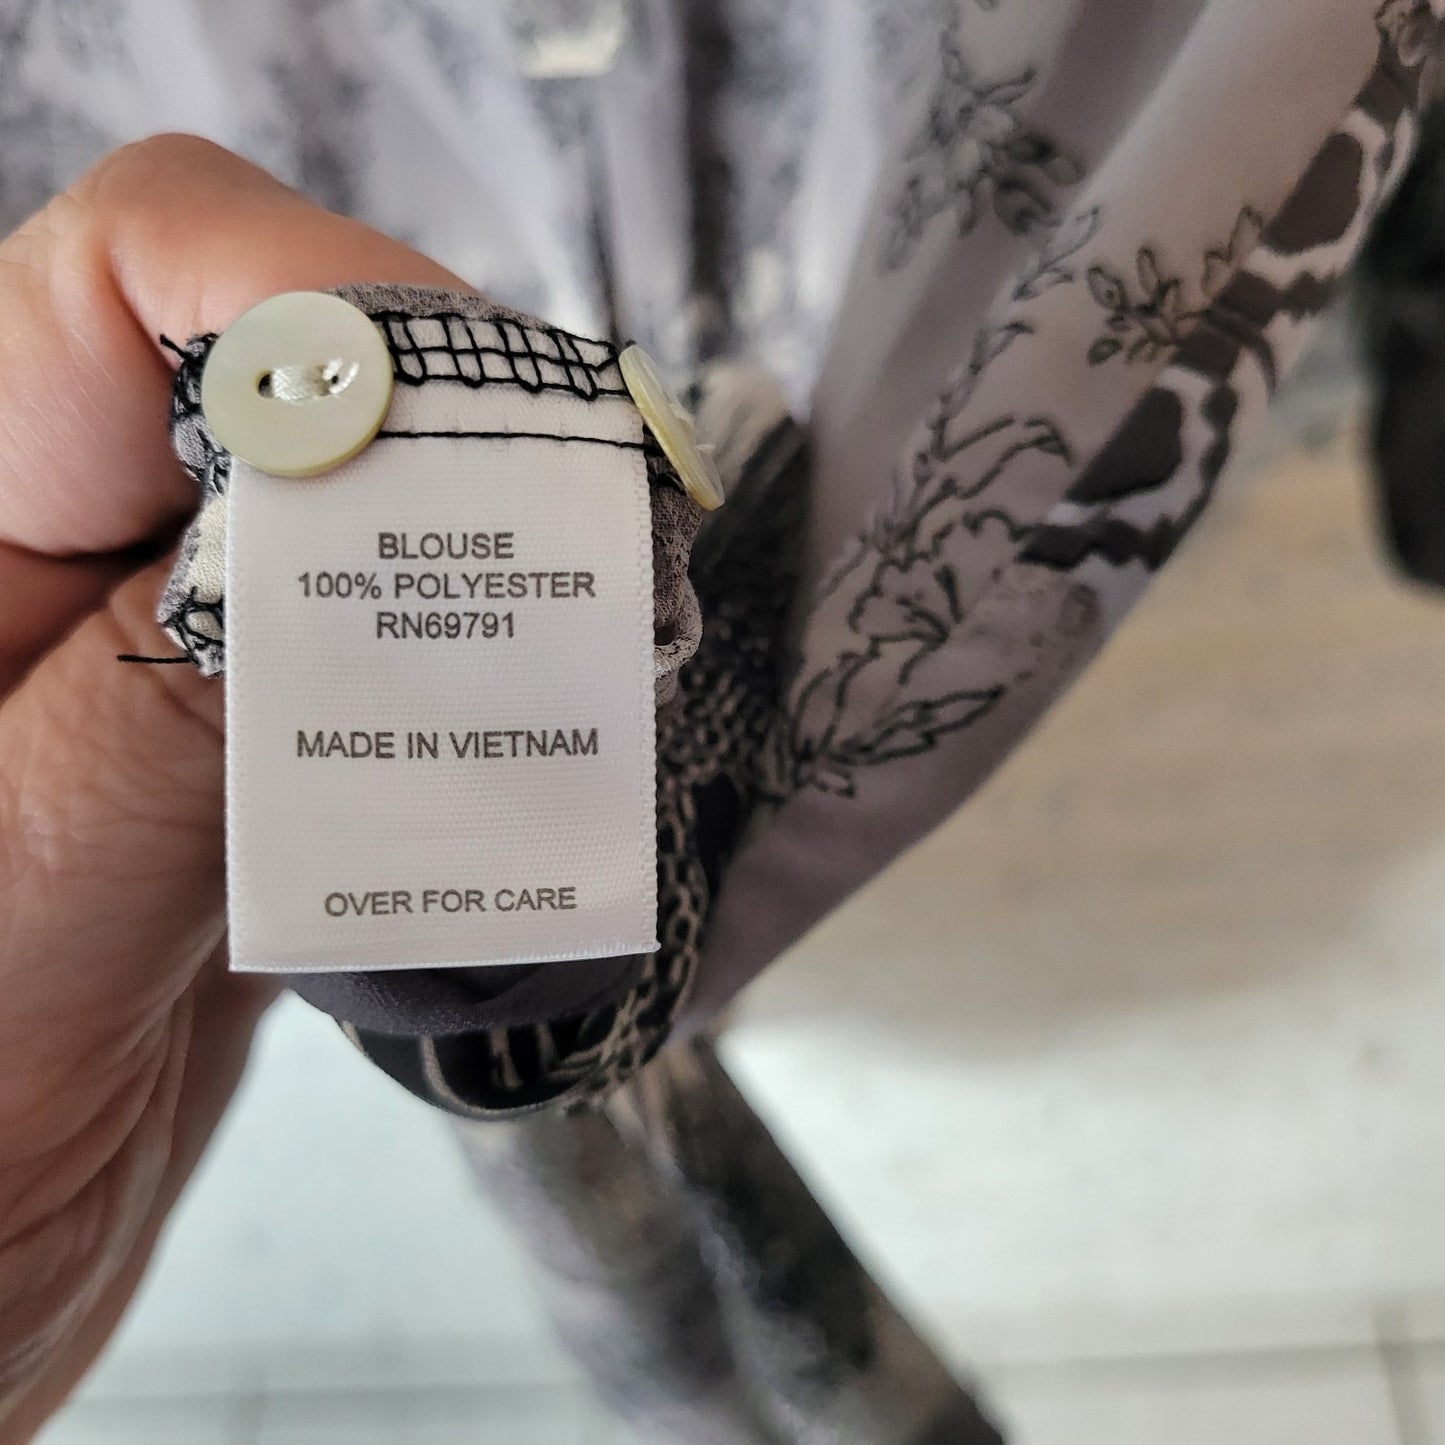 BLOUSE
100% POLYESTER
RN69791
MADE IN VIETNAM
OVER FOR CARE